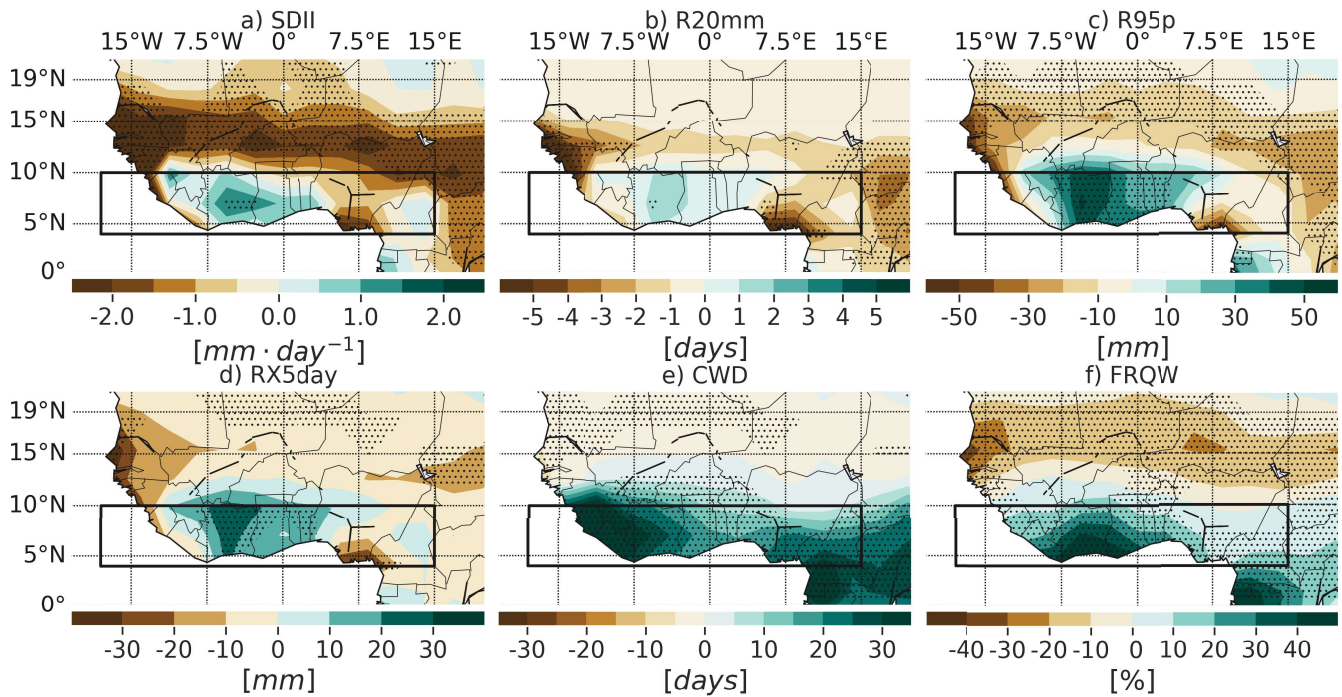 a) SDII
b) R20mm
c) R95p
15°W 7.5°W 0° 7.5°E 15°E
15°W 7.5°W 0° 7.5°E 15°E
15°W 7.5°W 0° 7.5°E 15°E
19°N
15°N
10°N
5°N
0°
-2.0 -1.0 0.0 1.0 2.0
-5 -4 -3 -2 -1 0 1 2 3 4 5
-50 -30 -10 10 30 50
[mm · day⁻¹]
[days]
[mm]
d) RX5day
e) CWD
f) FRQW
19°N
15°N
10°N
5°N
0°
-30 -20 -10 0 10 20 30
-30 -20 -10 0 10 20 30
-40 -30 -20 -10 0 10 20 30 40
[mm]
[days]
[%]